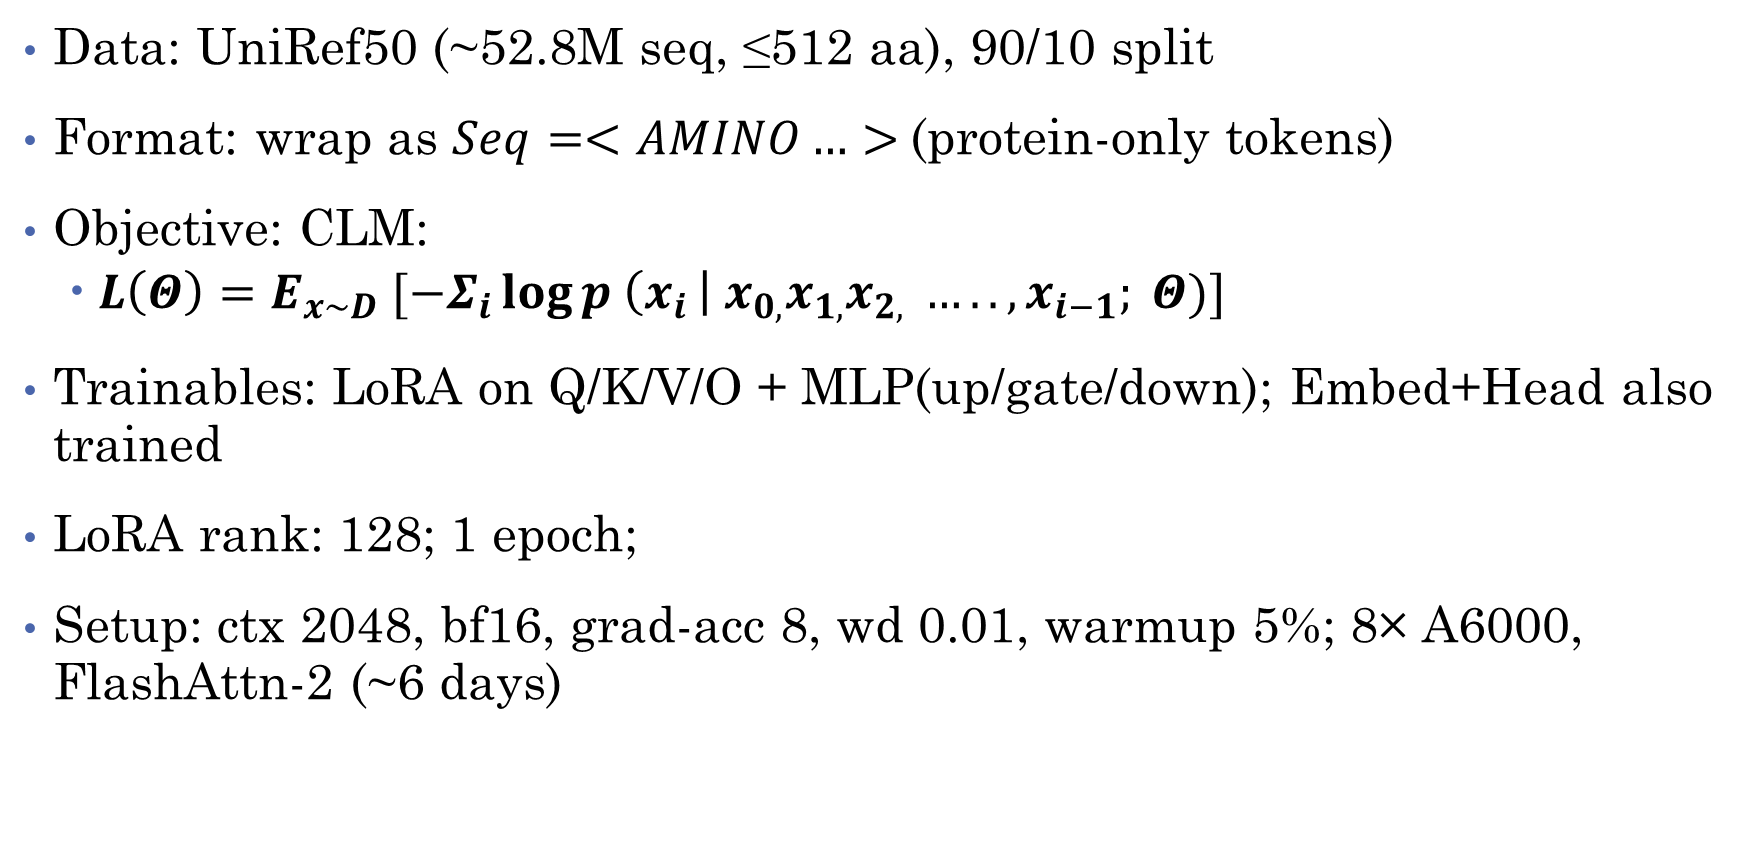 • Data: UniRef50 (~52.8M seq, ≤512 aa), 90/10 split
• Format: wrap as Seq =< AMINO … > (protein-only tokens)
• Objective: CLM:
• L(Θ) = E_{x~D} [−Σ_i log p (x_i | x_0, x_1, x_2, … . . , x_{i−1}; Θ)]
• Trainables: LoRA on Q/K/V/O + MLP(up/gate/down); Embed+Head also
trained
• LoRA rank: 128; 1 epoch;
• Setup: ctx 2048, bf16, grad-acc 8, wd 0.01, warmup 5%; 8× A6000,
FlashAttn-2 (~6 days)